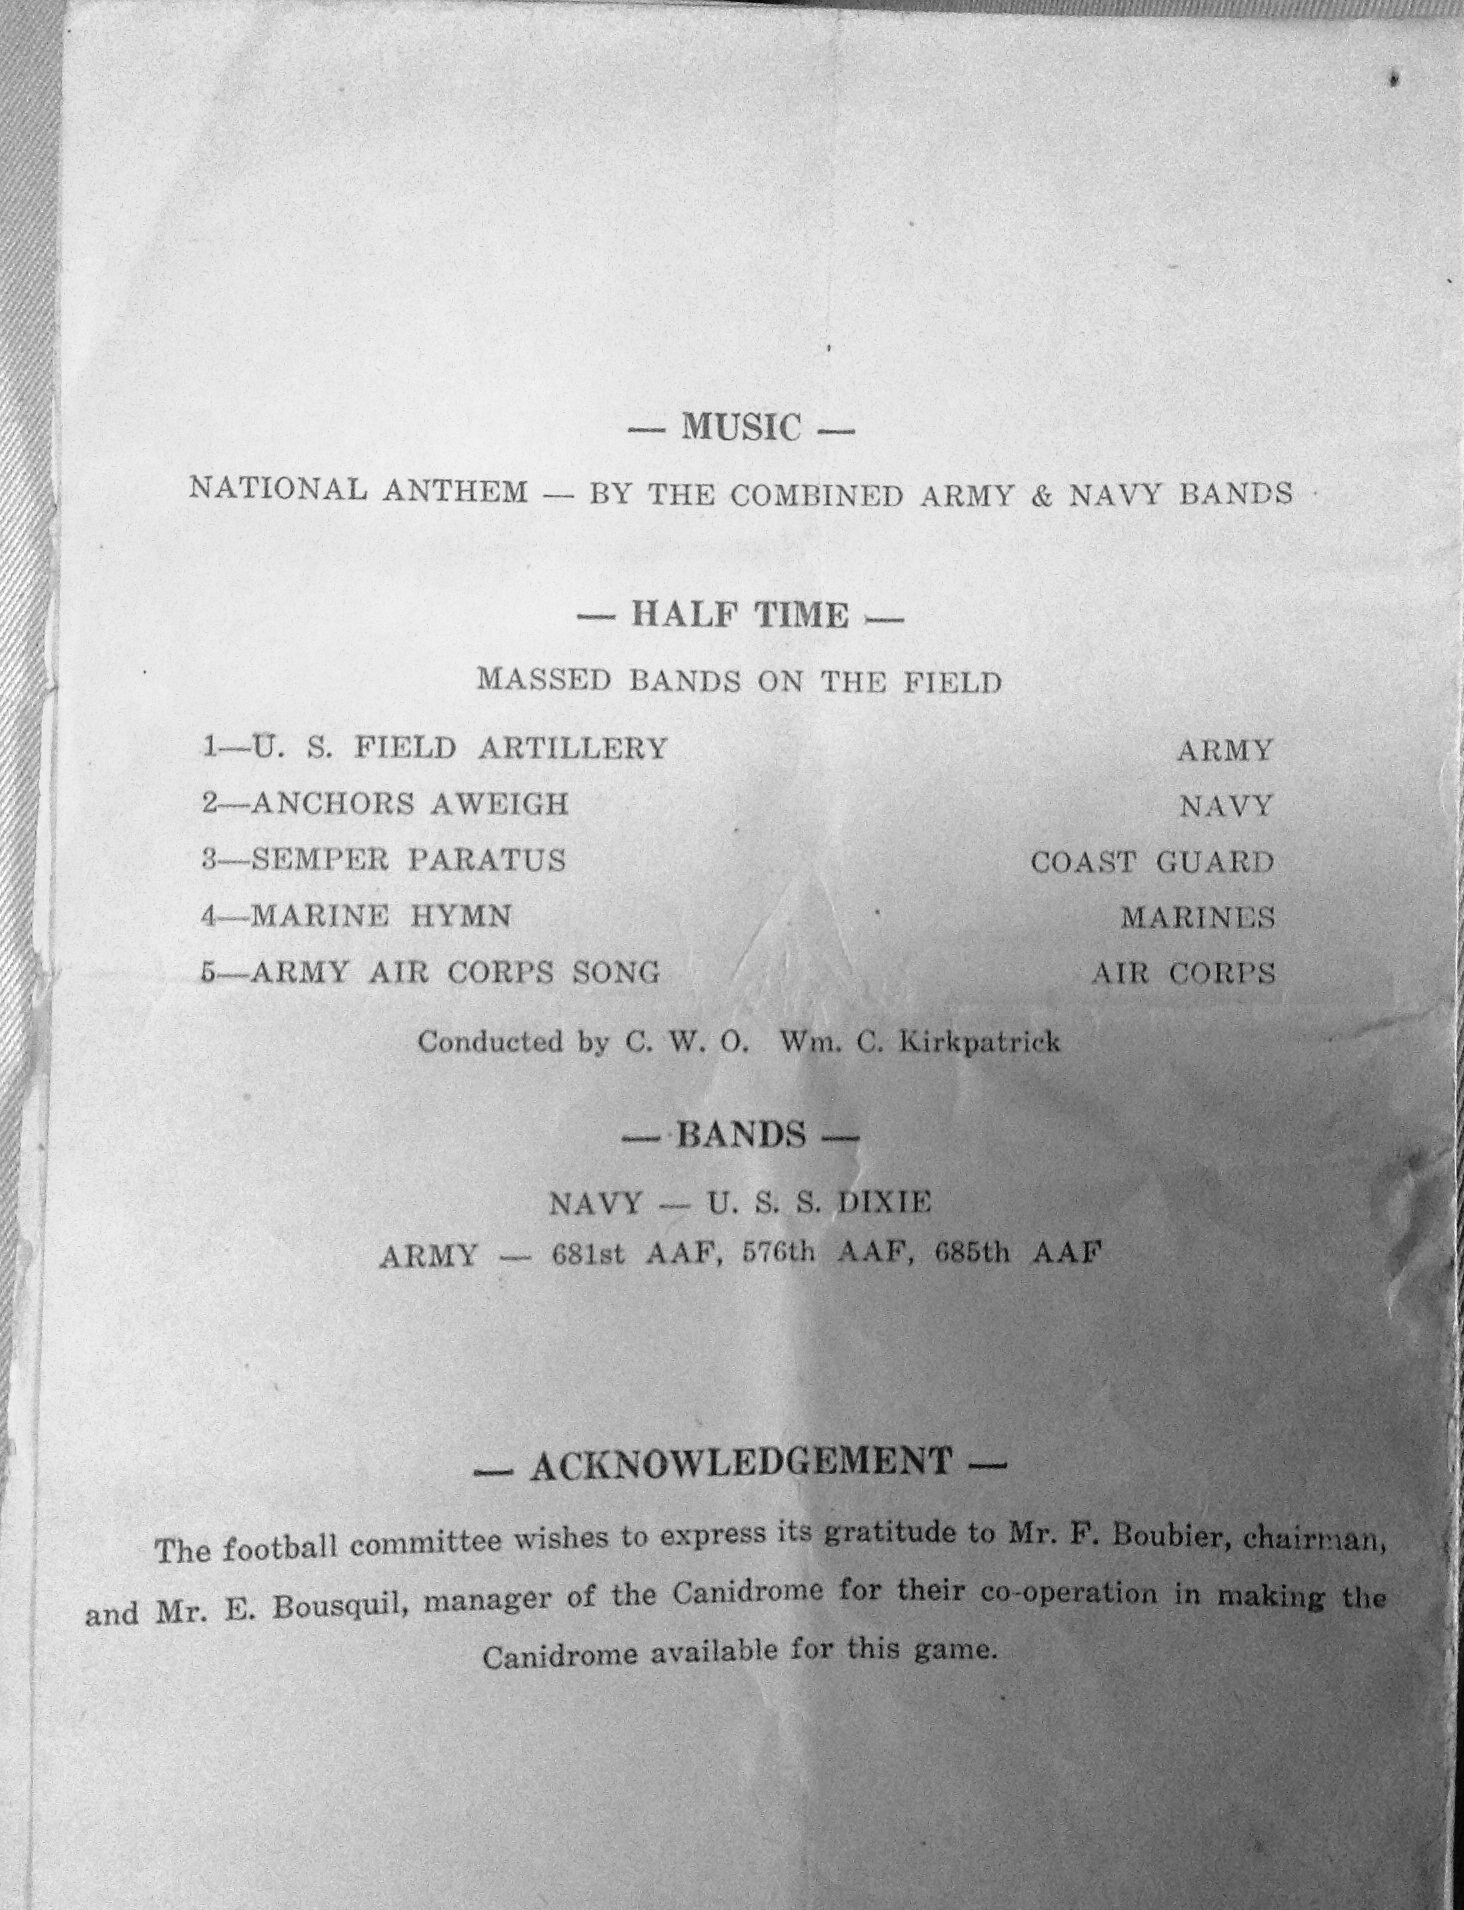 — MUSIC —
NATIONAL ANTHEM — BY THE COMBINED ARMY & NAVY BANDS
— HALF TIME —
MASSED BANDS ON THE FIELD
1—U. S. FIELD ARTILLERY ARMY
2—ANCHORS AWEIGH NAVY
3—SEMPER PARATUS COAST GUARD
4—MARINE HYMN MARINES
5—ARMY AIR CORPS SONG AIR CORPS
Conducted by C. W. O. Wm. C. Kirkpatrick
— BANDS —
NAVY — U. S. S. DIXIE
ARMY — 681st AAF, 576th AAF, 685th AAF
— ACKNOWLEDGEMENT —
The football committee wishes to express its gratitude to Mr. F. Boubier, chairman,
and Mr. E. Bousquil, manager of the Canidrome for their co-operation in making the
Canidrome available for this game.